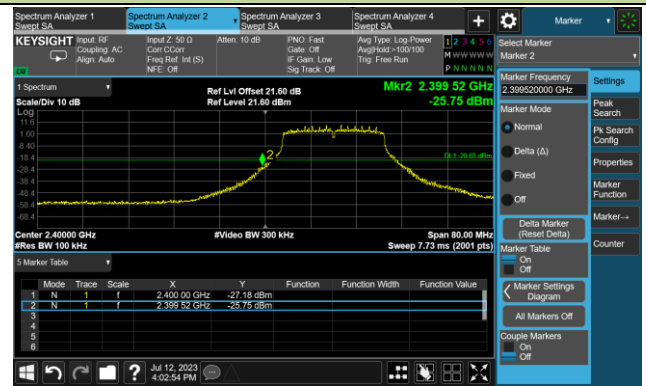 Spectrum Analyzer 1
Swept SA
Spectrum Analyzer 2
Swept SA
Spectrum Analyzer 3
Swept SA
Spectrum Analyzer 4
Swept SA
+
Marker
KEYSIGHT
Input: RF
Coupling: AC
Align: Auto
Input Z: 50 Ω
Corr CCorr
Freq Ref: Int (S)
NFE: Off
Atten: 10 dB
PNO: Fast
Gate: Off
IF Gain: Low
Sig Track: Off
Avg Type: Log-Power
Avg|Hold:>100/100
Trig: Free Run
1 2 3 4 5 6
M W W W W W
P N N N N N
Select Marker
Marker 2
LXI
1 Spectrum
Scale/Div 10 dB
Log
Ref Lvl Offset 21.60 dB
Ref Level 21.60 dBm
Mkr2 2.399 52 GHz
-25.75 dBm
11.6
1.60
-8.40
-18.4
-28.4
-38.4
-48.4
-58.4
-68.4
2
Center 2.40000 GHz
#Res BW 100 kHz
#Video BW 300 kHz
Span 80.00 MHz
Sweep 7.73 ms (2001 pts)
5 Marker Table
Mode Trace Scale X Y Function Function Width Function Value
1 N 1 f 2.400 00 GHz -27.18 dBm
2 N 1 f 2.399 52 GHz -25.75 dBm
3
4
5
6
Marker Frequency
2.399520000 GHz
Marker Mode
Normal
Delta (Δ)
Fixed
Off
Delta Marker
(Reset Delta)
Marker Table
On
Off
Marker Settings
Diagram
All Markers Off
Couple Markers
On
Off
Settings
Peak
Search
Pk Search
Config
Properties
Marker
Function
Marker→
Counter
?
Jul 12, 2023
4:02:54 PM